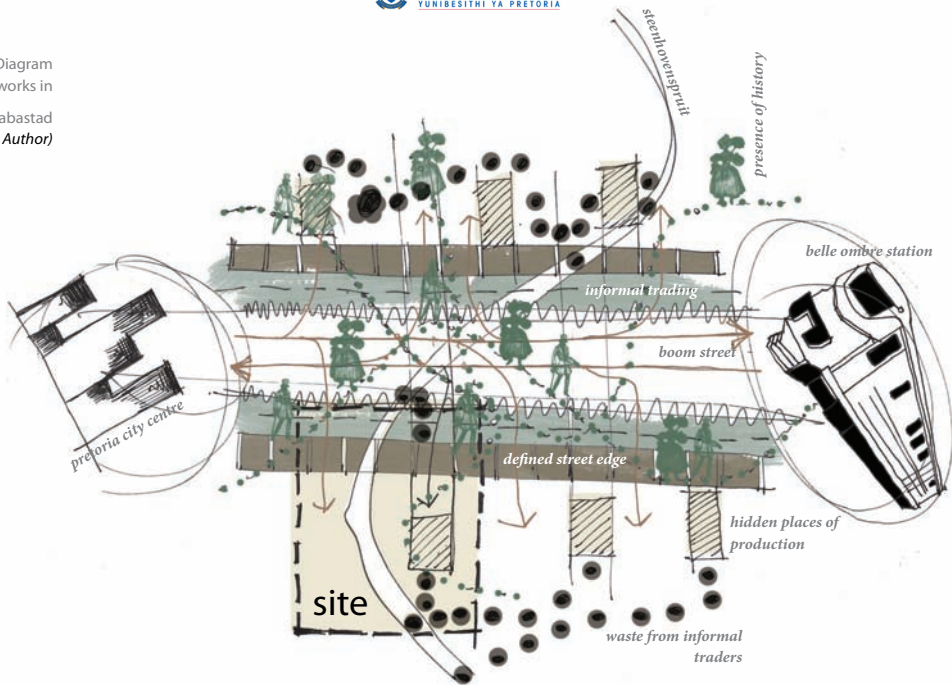 YUNIBESITHI YA PRETORIA
Diagram
works in
abastad
Author)
steenhovenspruit
presence of history
belle ombre station
informal trading
boom street
pretoria city centre
defined street edge
hidden places of
production
site
waste from informal
traders